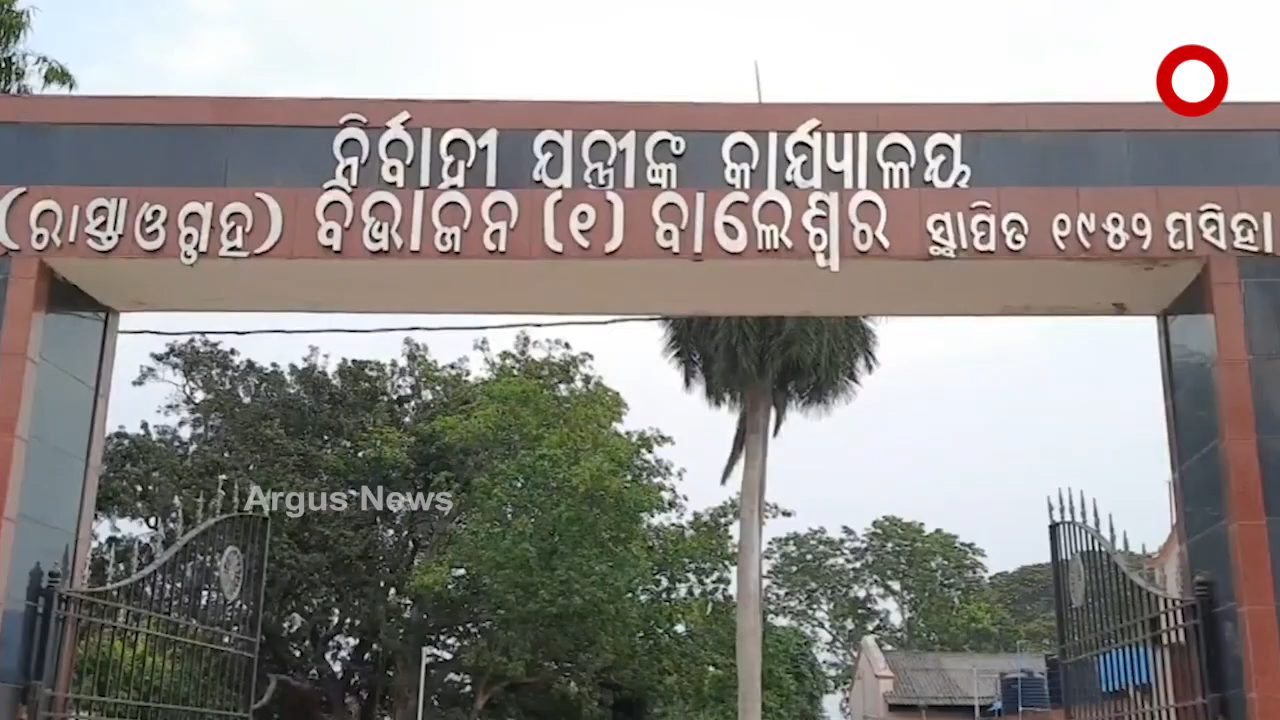 ନିର୍ବାହୀ ଯନ୍ତ୍ରୀଙ୍କ କାର୍ଯ୍ୟାଳୟ
(ରାସ୍ତା ଓ ଗୃହ) ବିଭାଜନ (୧) ବାଲେଶ୍ୱର ସ୍ଥାପିତ ୧୯୫୨ ମସିହା
Argus News